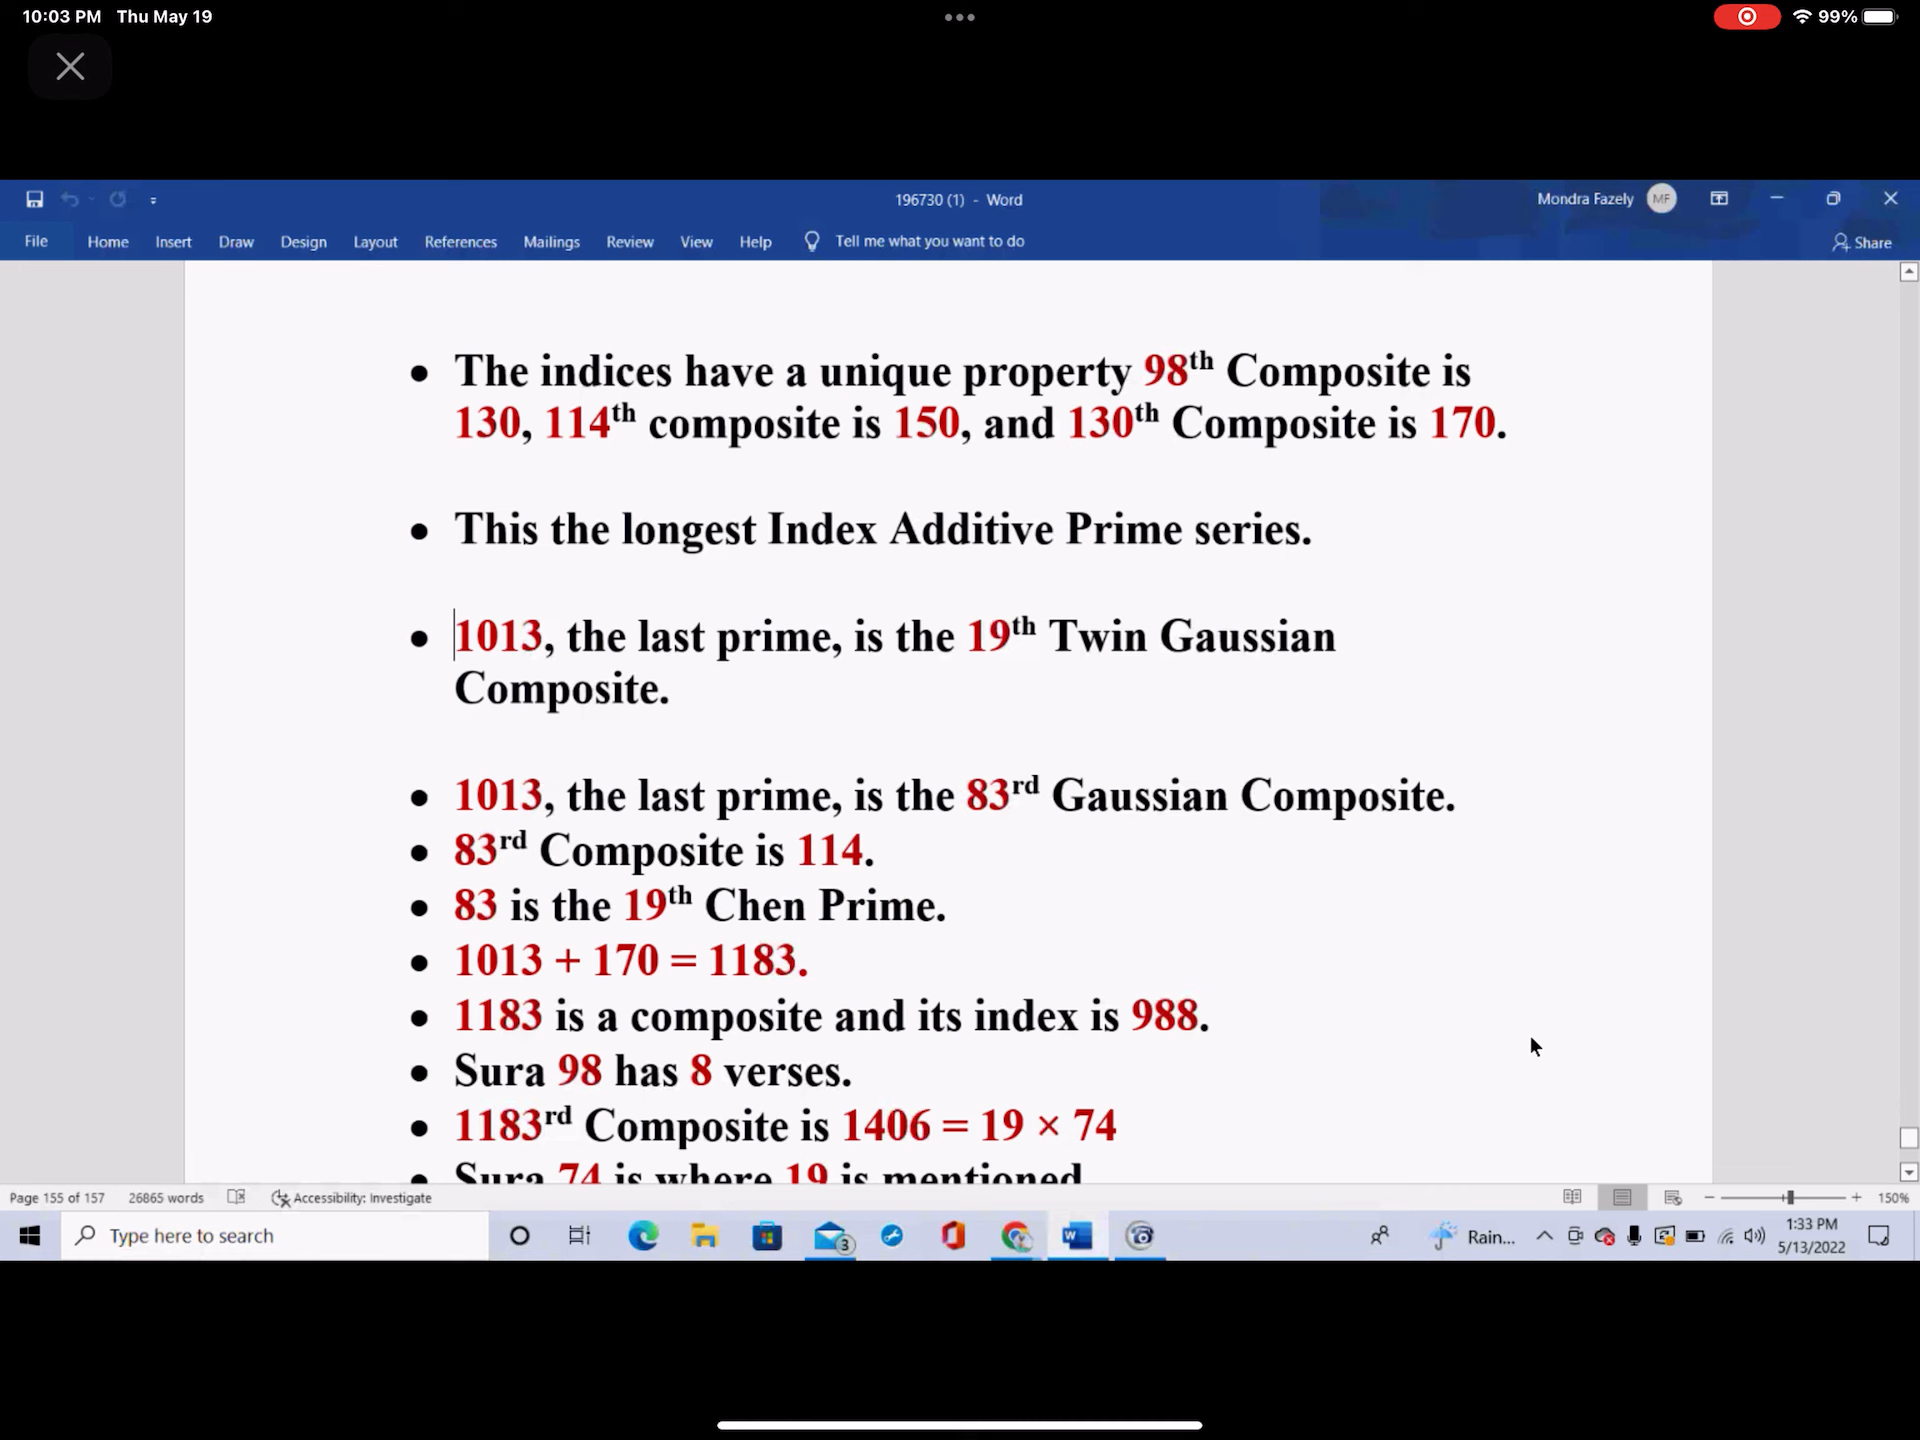 10:03 PM Thu May 19
99%
196730 (1) - Word
Mondra Fazely MF
File Home Insert Draw Design Layout References Mailings Review View Help Tell me what you want to do Share
• The indices have a unique property 98th Composite is
130, 114th composite is 150, and 130th Composite is 170.
• This the longest Index Additive Prime series.
• 1013, the last prime, is the 19th Twin Gaussian
Composite.
• 1013, the last prime, is the 83rd Gaussian Composite.
• 83rd Composite is 114.
• 83 is the 19th Chen Prime.
• 1013 + 170 = 1183.
• 1183 is a composite and its index is 988.
• Sura 98 has 8 verses.
• 1183rd Composite is 1406 = 19 × 74
• Sura 74 is where 19 is mentioned
Page 155 of 157 26865 words Accessibility: Investigate 150%
Type here to search 3 Rain... 1:33 PM
5/13/2022